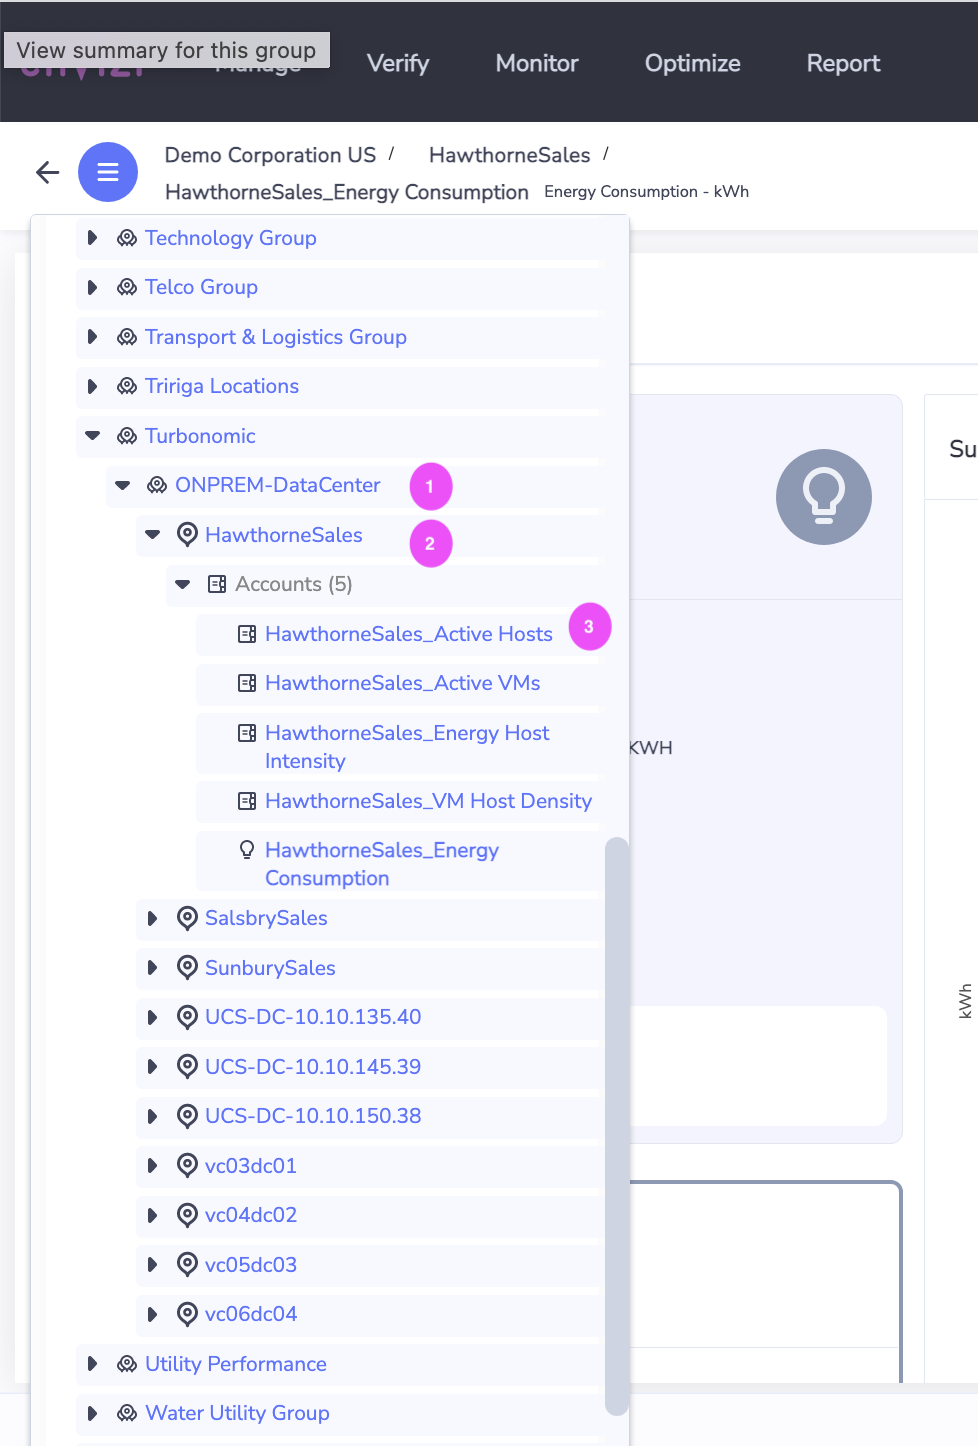 View summary for this group
Manage
Verify
Monitor
Optimize
Report
Demo Corporation US /
HawthorneSales /
HawthorneSales_Energy Consumption
Energy Consumption - kWh
Technology Group
Telco Group
Transport & Logistics Group
Tririga Locations
Turbonomic
ONPREM-DataCenter
1
HawthorneSales
2
Accounts (5)
HawthorneSales_Active Hosts
3
HawthorneSales_Active VMs
HawthorneSales_Energy Host
Intensity
HawthorneSales_VM Host Density
HawthorneSales_Energy
Consumption
SalsbrySales
SunburySales
UCS-DC-10.10.135.40
UCS-DC-10.10.145.39
UCS-DC-10.10.150.38
vc03dc01
vc04dc02
vc05dc03
vc06dc04
Utility Performance
Water Utility Group
KWH
Su
kWh